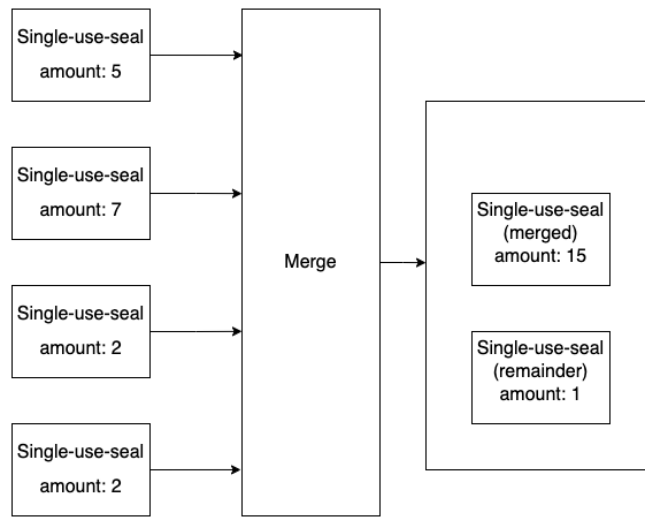 Single-use-seal
amount: 5
Single-use-seal
amount: 7
Single-use-seal
amount: 2
Single-use-seal
amount: 2
Merge
Single-use-seal
(merged)
amount: 15
Single-use-seal
(remainder)
amount: 1